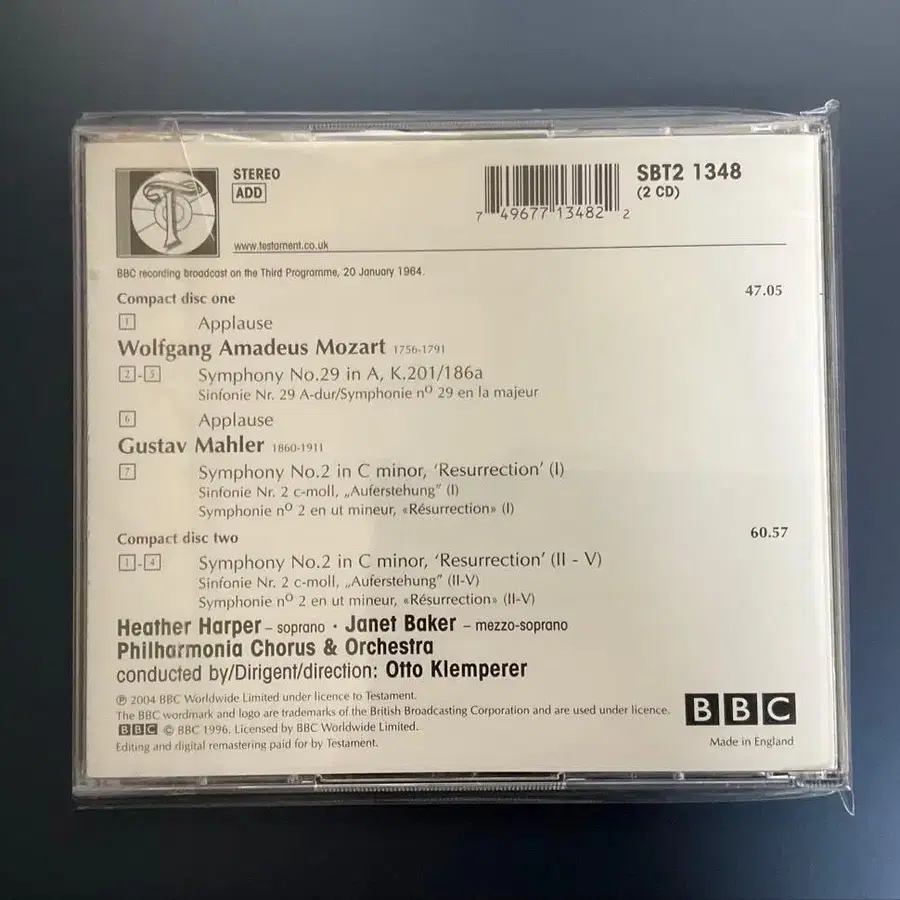 STEREO
ADD
www.testament.co.uk
SBT2 1348
(2 CD)
7 49677 13482 2
BBC recording broadcast on the Third Programme, 20 January 1964.
Compact disc one 47.05
1 Applause
Wolfgang Amadeus Mozart 1756-1791
2-5 Symphony No.29 in A, K.201/186a
Sinfonie Nr. 29 A-dur/Symphonie nº 29 en la majeur
6 Applause
Gustav Mahler 1860-1911
7 Symphony No.2 in C minor, ‘Resurrection’ (I)
Sinfonie Nr. 2 c-moll, „Auferstehung” (I)
Symphonie nº 2 en ut mineur, «Résurrection» (I)
Compact disc two 60.57
1-4 Symphony No.2 in C minor, ‘Resurrection’ (II - V)
Sinfonie Nr. 2 c-moll, „Auferstehung” (II-V)
Symphonie nº 2 en ut mineur, «Résurrection» (II-V)
Heather Harper – soprano · Janet Baker – mezzo-soprano
Philharmonia Chorus & Orchestra
conducted by/Dirigent/direction: Otto Klemperer
℗ 2004 BBC Worldwide Limited under licence to Testament.
The BBC wordmark and logo are trademarks of the British Broadcasting Corporation and are used under licence.
BBC © BBC 1996. Licensed by BBC Worldwide Limited.
Editing and digital remastering paid for by Testament.
BBC
Made in England